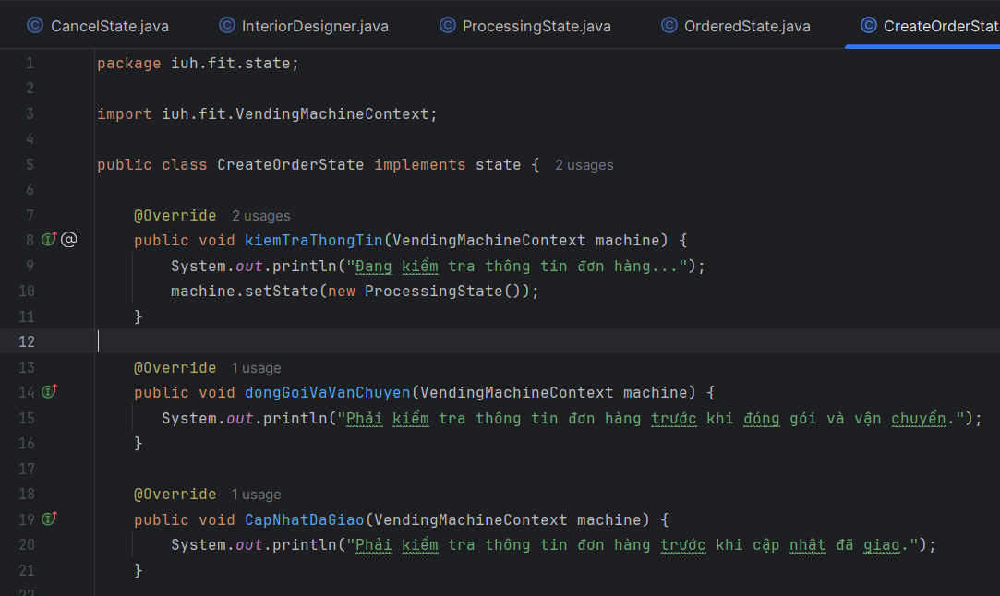 CancelState.java InteriorDesigner.java ProcessingState.java OrderedState.java CreateOrderStat
1 package iuh.fit.state;
2
3 import iuh.fit.VendingMachineContext;
4
5 public class CreateOrderState implements state { 2 usages
6
7 @Override 2 usages
8 public void kiemTraThongTin(VendingMachineContext machine) {
9 System.out.println("Đang kiểm tra thông tin đơn hàng...");
10 machine.setState(new ProcessingState());
11 }
12
13 @Override 1 usage
14 public void dongGoiVaVanChuyen(VendingMachineContext machine) {
15 System.out.println("Phải kiểm tra thông tin đơn hàng trước khi đóng gói và vận chuyển.");
16 }
17
18 @Override 1 usage
19 public void CapNhatDaGiao(VendingMachineContext machine) {
20 System.out.println("Phải kiểm tra thông tin đơn hàng trước khi cập nhật đã giao.");
21 }
22